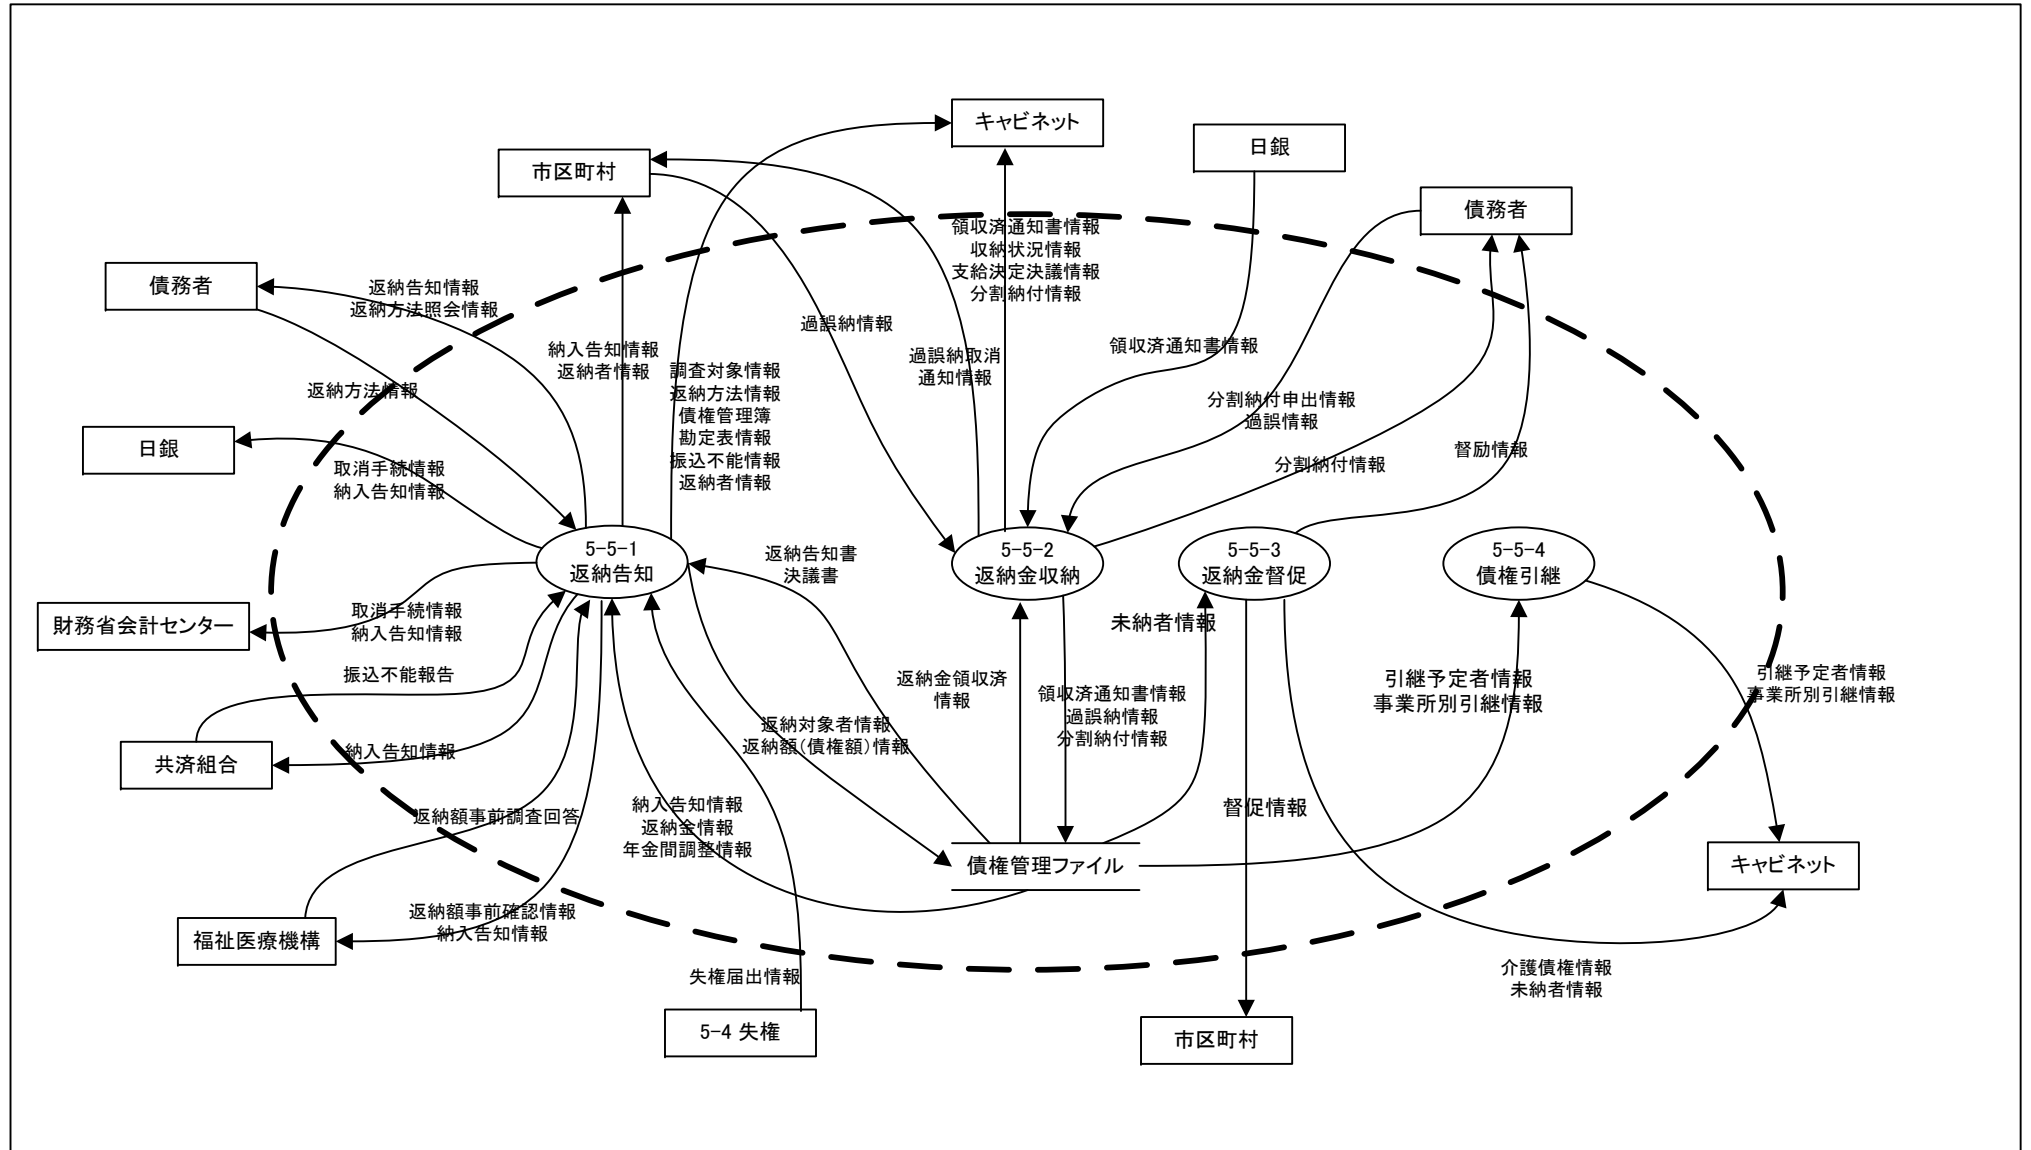 キャビネット
日銀
市区町村
債務者
領収済通知書情報
収納状況情報
支給決定決議情報
分割納付情報
債務者
返納告知情報
返納方法照会情報
過誤納情報
納入告知情報
返納者情報
過誤納取消
通知情報
領収済通知書情報
調査対象情報
返納方法情報
債権管理簿
勘定表情報
振込不能情報
返納者情報
返納方法情報
分割納付申出情報
過誤情報
日銀
取消手続情報
納入告知情報
分割納付情報
督励情報
5-5-1
返納告知
返納告知書
決議書
5-5-2
返納金収納
5-5-3
返納金督促
5-5-4
債権引継
財務省会計センター
取消手続情報
納入告知情報
未納者情報
振込不能報告
返納金領収済
情報
領収済通知書情報
過誤納情報
分割納付情報
引継予定者情報
事業所別引継情報
引継予定者情報
事業所別引継情報
返納対象者情報
返納額(債権額)情報
共済組合
納入告知情報
返納額事前調査回答
納入告知情報
返納金情報
年金間調整情報
督促情報
債権管理ファイル
キャビネット
返納額事前確認情報
納入告知情報
福祉医療機構
失権届出情報
介護債権情報
未納者情報
5-4 失権
市区町村